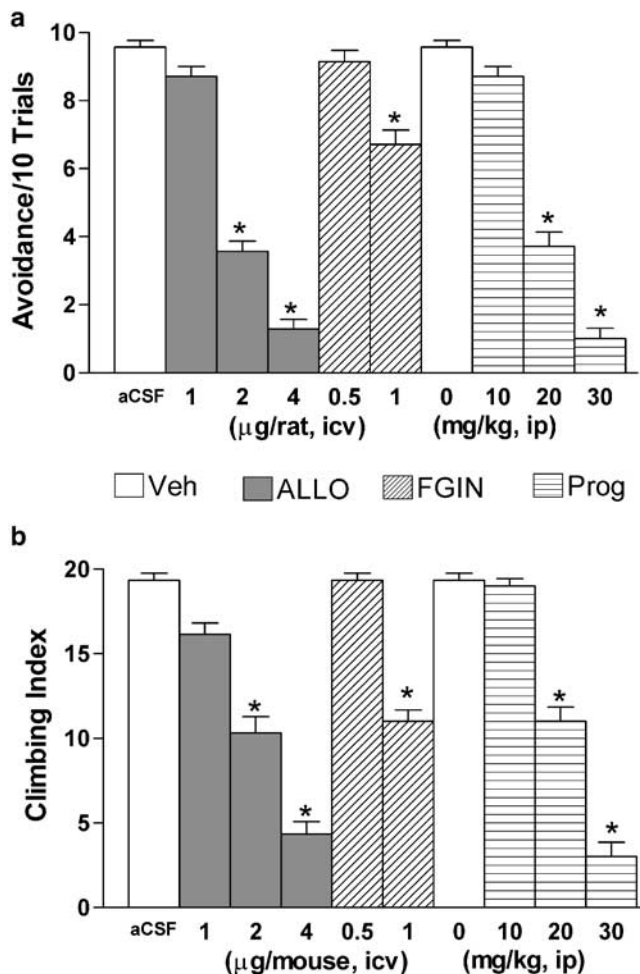 a
10
8
6
4
2
0
Avoidance/10 Trials
* * * * *
aCSF 1 2 4 0.5 1 0 10 20 30
(μg/rat, icv) (mg/kg, ip)
Veh ALLO FGIN Prog
b
20
15
10
5
0
Climbing Index
* * * * *
aCSF 1 2 4 0.5 1 0 10 20 30
(μg/mouse, icv) (mg/kg, ip)